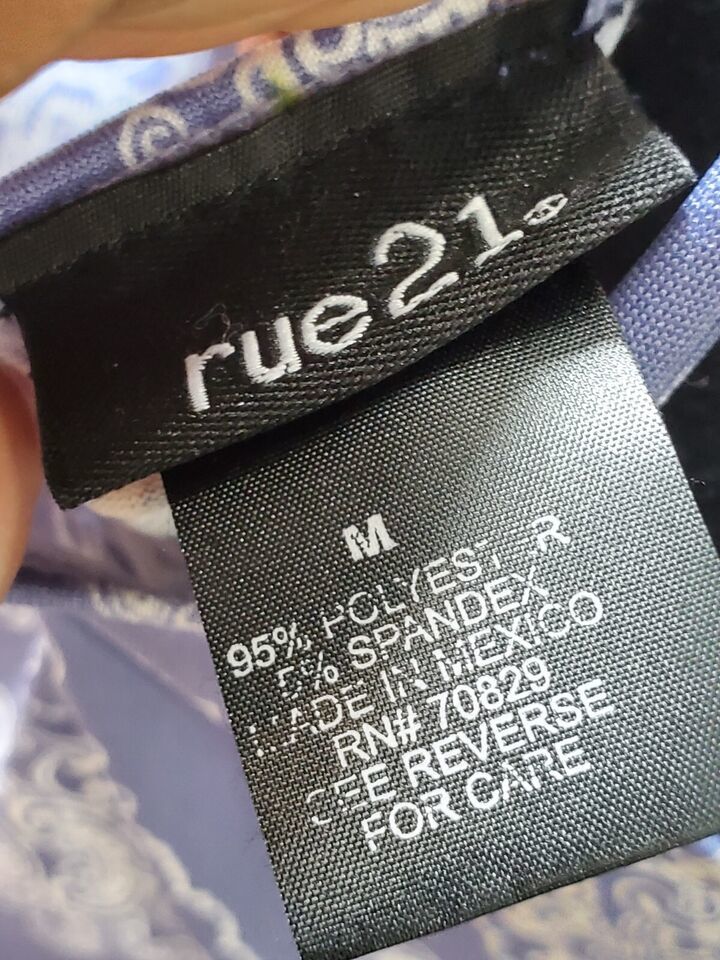 rue21®
M
95% POLYESTER
5% SPANDEX
MADE IN MEXICO
RN# 70829
SEE REVERSE
FOR CARE